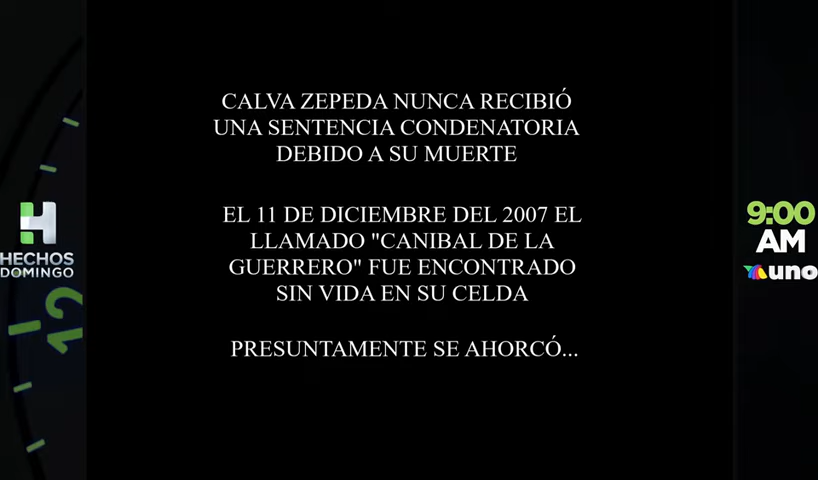 CALVA ZEPEDA NUNCA RECIBIÓ
UNA SENTENCIA CONDENATORIA
DEBIDO A SU MUERTE
EL 11 DE DICIEMBRE DEL 2007 EL
LLAMADO "CANIBAL DE LA
GUERRERO" FUE ENCONTRADO
SIN VIDA EN SU CELDA
PRESUNTAMENTE SE AHORCÓ...
H
HECHOS
DOMINGO
12
9:00
AM
uno